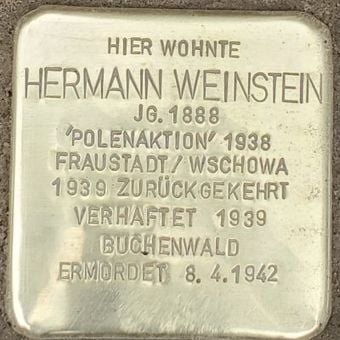 HIER WOHNTE
HERMANN WEINSTEIN
JG. 1888
'POLENAKTION' 1938
FRAUSTADT / WSCHOWA
1939 ZURÜCKGEKEHRT
VERHAFTET 1939
BUCHENWALD
ERMORDET 8.4.1942